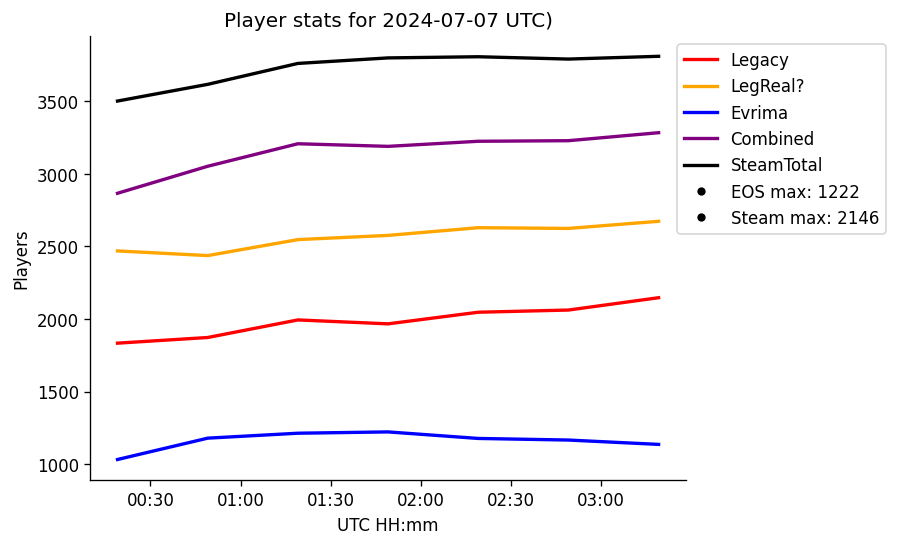 Player stats for 2024-07-07 UTC)
Legacy
LegReal?
Evrima
Combined
SteamTotal
EOS max: 1222
Steam max: 2146
Players
3500
3000
2500
2000
1500
1000
00:30 01:00 01:30 02:00 02:30 03:00
UTC HH:mm